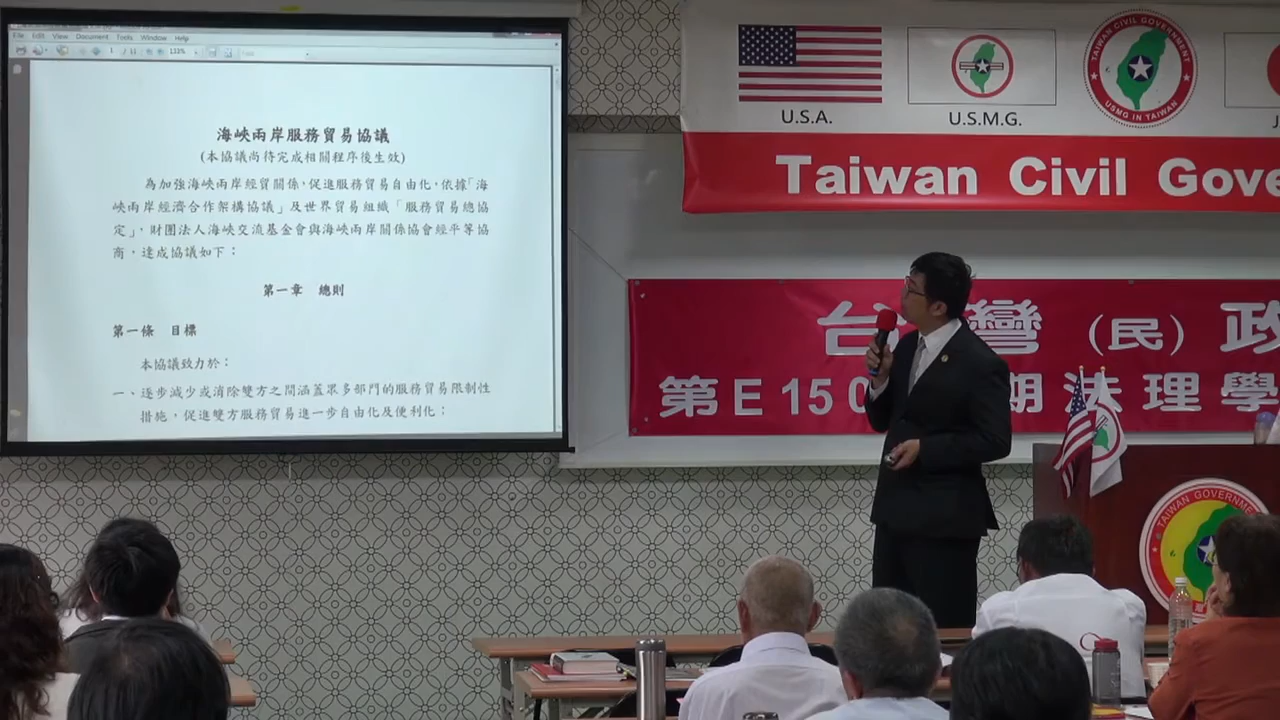 File Edit View Document Tools Window Help
海峽兩岸服務貿易協議
(本協議尚待完成相關程序後生效)
為加強海峽兩岸經貿關係,促進服務貿易自由化,依據「海
峽兩岸經濟合作架構協議」及世界貿易組織「服務貿易總協
定」,財團法人海峽交流基金會與海峽兩岸關係協會經平等協
商,達成協議如下:
第一章 總則
第一條 目標
本協議致力於:
一、逐步減少或消除雙方之間涵蓋眾多部門的服務貿易限制性
措施,促進雙方服務貿易進一步自由化及便利化;
U.S.A.
U.S.M.G.
TAIWAN CIVIL GOVERNMENT
USMG IN TAIWAN
J
Taiwan Civil Gove
台灣(民)政
第E150 期法理學
TAIWAN GOVERNMENT